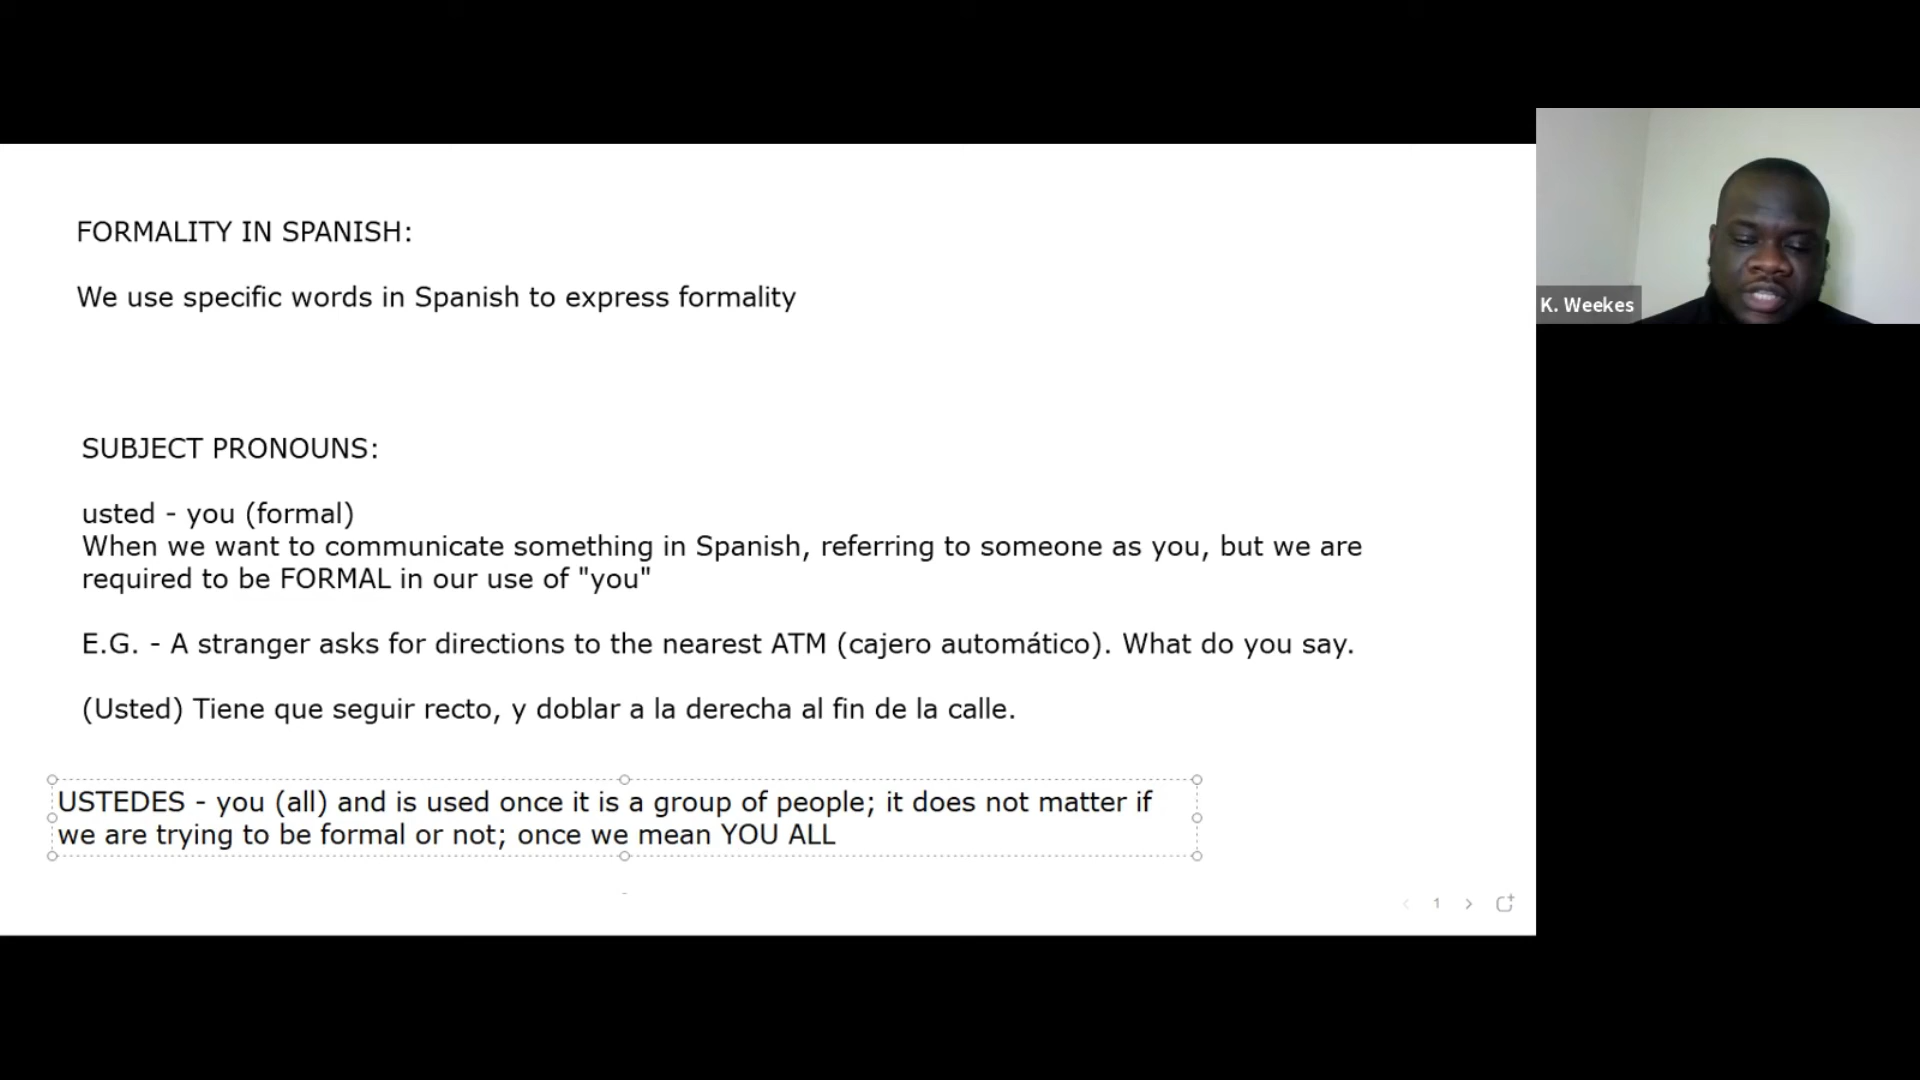 FORMALITY IN SPANISH:
We use specific words in Spanish to express formality
SUBJECT PRONOUNS:
usted - you (formal)
When we want to communicate something in Spanish, referring to someone as you, but we are
required to be FORMAL in our use of "you"
E.G. - A stranger asks for directions to the nearest ATM (cajero automático). What do you say.
(Usted) Tiene que seguir recto, y doblar a la derecha al fin de la calle.
USTEDES - you (all) and is used once it is a group of people; it does not matter if
we are trying to be formal or not; once we mean YOU ALL
1
K. Weekes